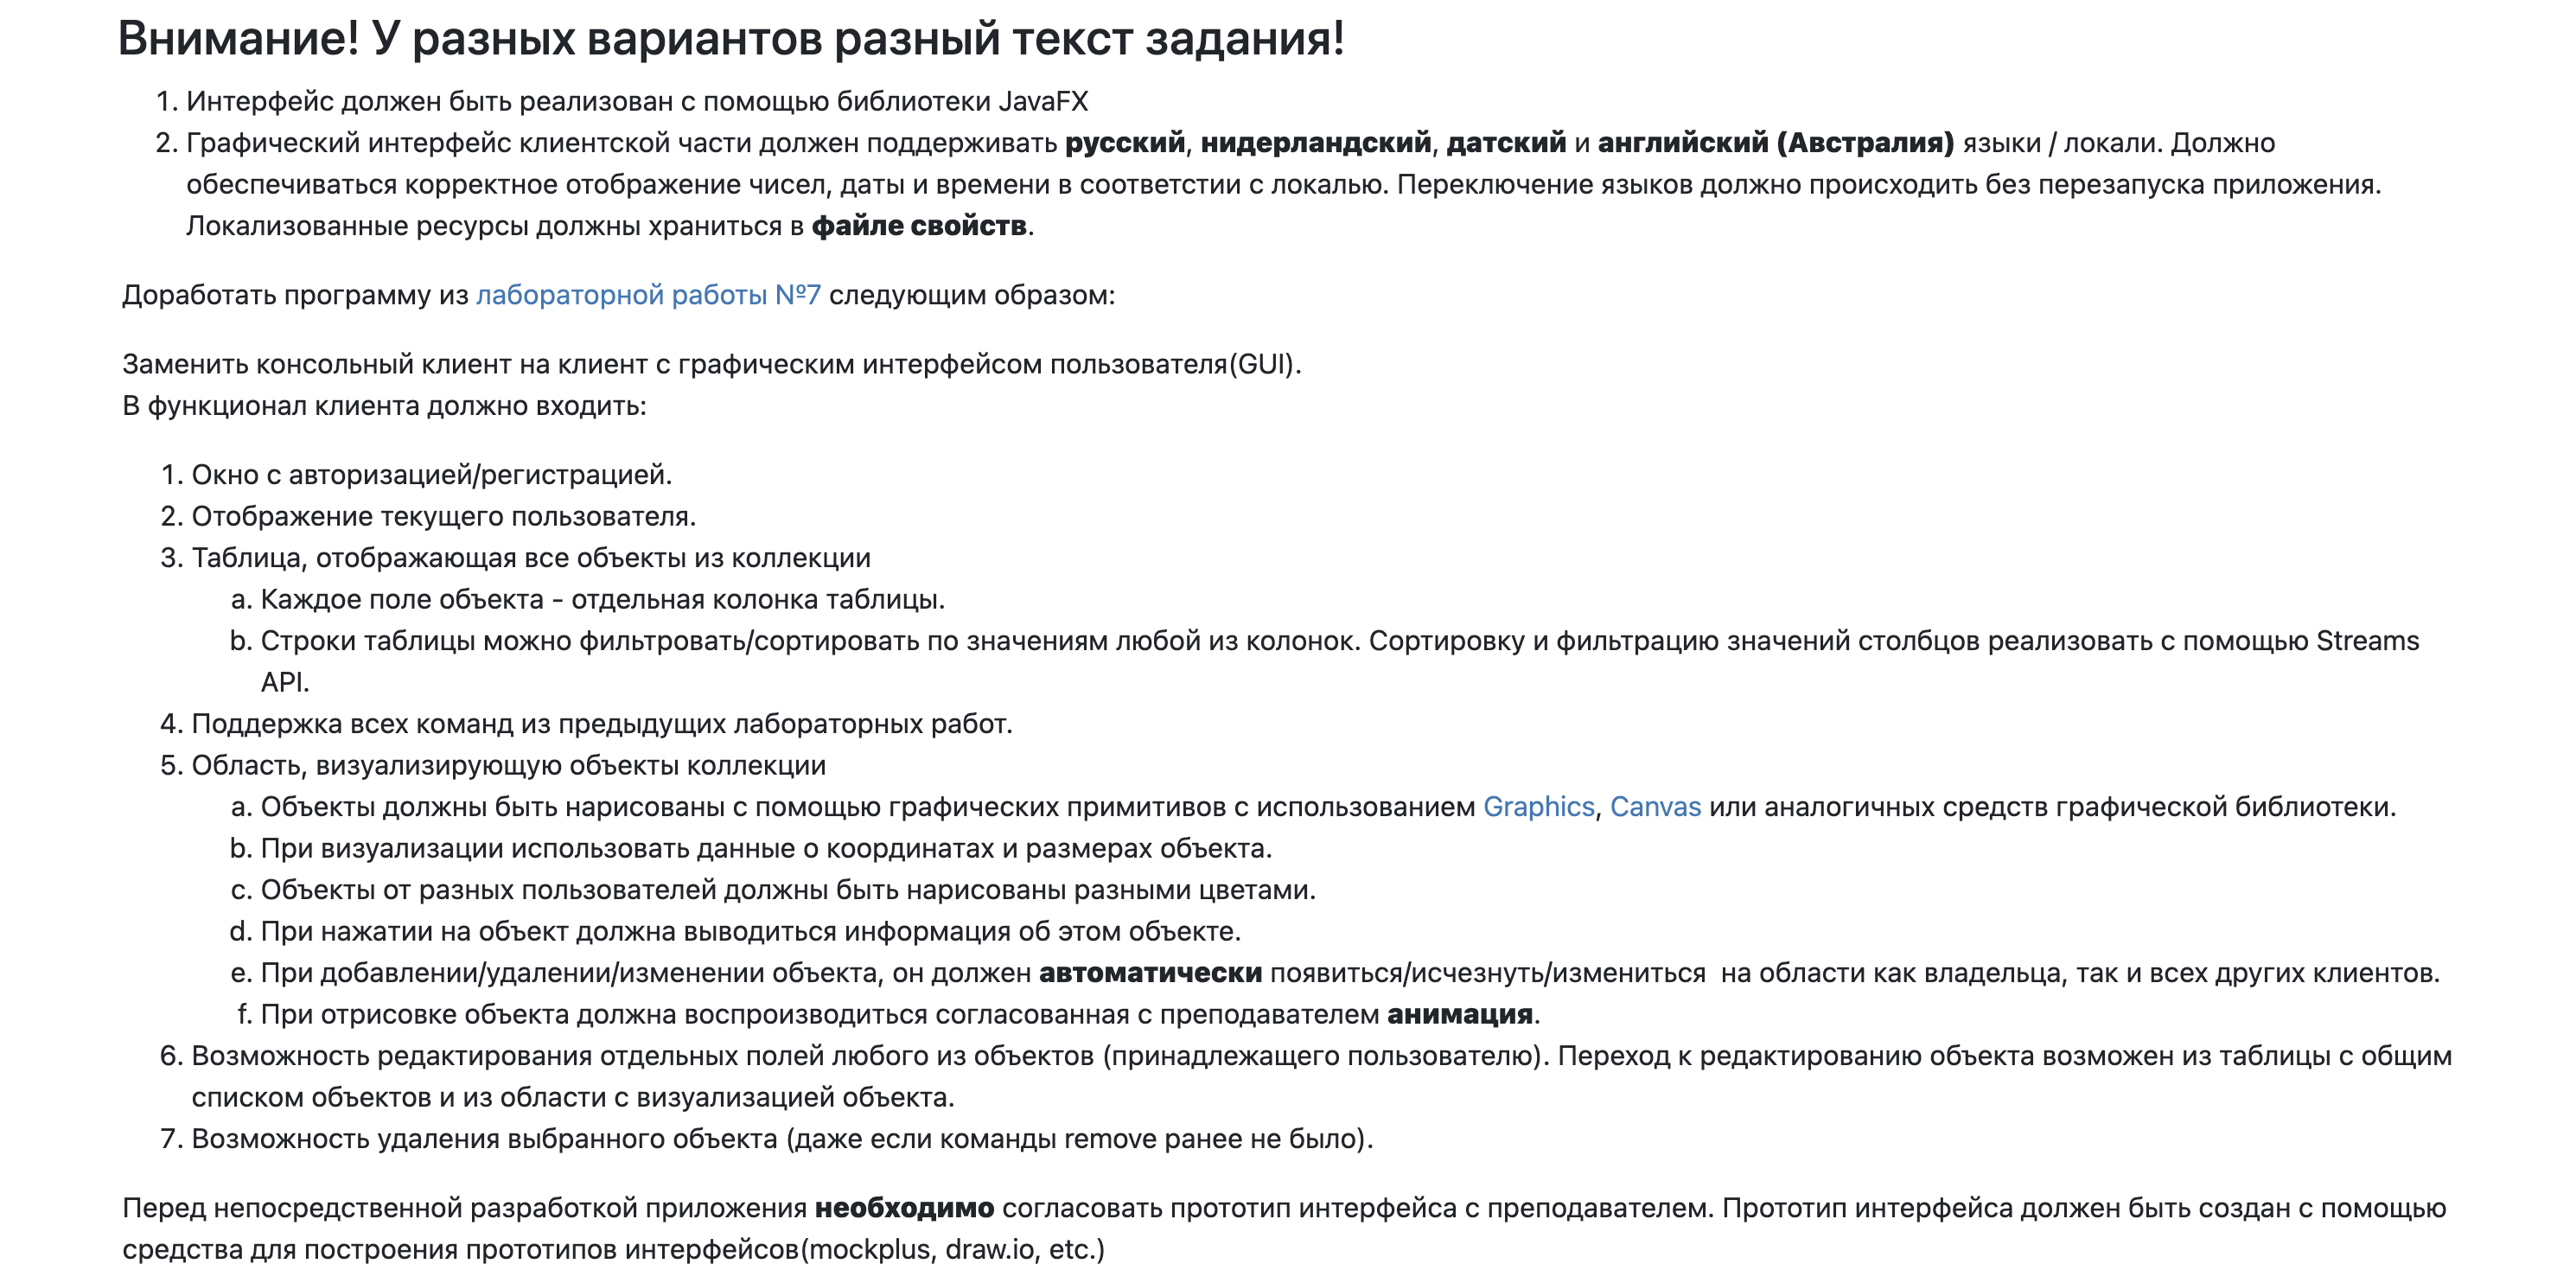 Внимание! У разных вариантов разный текст задания!
1. Интерфейс должен быть реализован с помощью библиотеки JavaFX
2. Графический интерфейс клиентской части должен поддерживать русский, нидерландский, датский и английский (Австралия) языки / локали. Должно
обеспечиваться корректное отображение чисел, даты и времени в соответстии с локалью. Переключение языков должно происходить без перезапуска приложения.
Локализованные ресурсы должны храниться в файле свойств.
Доработать программу из лабораторной работы №7 следующим образом:
Заменить консольный клиент на клиент с графическим интерфейсом пользователя(GUI).
В функционал клиента должно входить:
1. Окно с авторизацией/регистрацией.
2. Отображение текущего пользователя.
3. Таблица, отображающая все объекты из коллекции
a. Каждое поле объекта - отдельная колонка таблицы.
b. Строки таблицы можно фильтровать/сортировать по значениям любой из колонок. Сортировку и фильтрацию значений столбцов реализовать с помощью Streams
API.
4. Поддержка всех команд из предыдущих лабораторных работ.
5. Область, визуализирующую объекты коллекции
a. Объекты должны быть нарисованы с помощью графических примитивов с использованием Graphics, Canvas или аналогичных средств графической библиотеки.
b. При визуализации использовать данные о координатах и размерах объекта.
c. Объекты от разных пользователей должны быть нарисованы разными цветами.
d. При нажатии на объект должна выводиться информация об этом объекте.
e. При добавлении/удалении/изменении объекта, он должен автоматически появиться/исчезнуть/измениться  на области как владельца, так и всех других клиентов.
f. При отрисовке объекта должна воспроизводиться согласованная с преподавателем анимация.
6. Возможность редактирования отдельных полей любого из объектов (принадлежащего пользователю). Переход к редактированию объекта возможен из таблицы с общим
списком объектов и из области с визуализацией объекта.
7. Возможность удаления выбранного объекта (даже если команды remove ранее не было).
Перед непосредственной разработкой приложения необходимо согласовать прототип интерфейса с преподавателем. Прототип интерфейса должен быть создан с помощью
средства для построения прототипов интерфейсов(mockplus, draw.io, etc.)